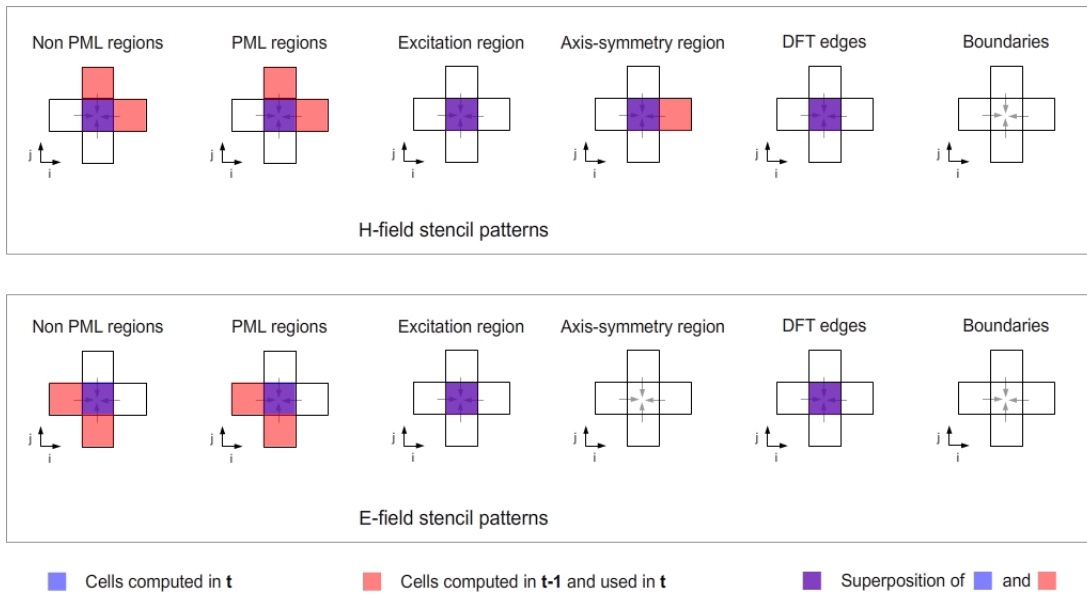 Non PML regions PML regions Excitation region Axis-symmetry region DFT edges Boundaries
j j j j j j
i i i i i i
H-field stencil patterns
Non PML regions PML regions Excitation region Axis-symmetry region DFT edges Boundaries
j j j j j j
i i i i i i
E-field stencil patterns
Cells computed in t Cells computed in t-1 and used in t Superposition of and